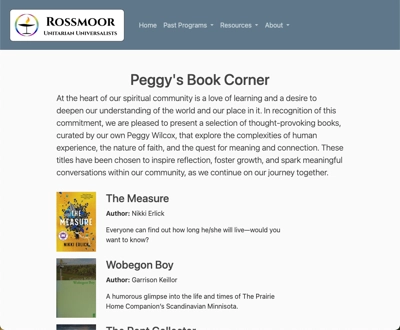 ROSSMOOR
UNITARIAN UNIVERSALISTS
Home Past Programs Resources About
Peggy's Book Corner
At the heart of our spiritual community is a love of learning and a desire to
deepen our understanding of the world and our place in it. In recognition of this
commitment, we are pleased to present a selection of thought-provoking books,
curated by our own Peggy Wilcox, that explore the complexities of human
experience, the nature of faith, and the quest for meaning and connection. These
titles have been chosen to inspire reflection, foster growth, and spark meaningful
conversations within our community, as we continue on our journey together.
THE
MEASURE
NIKKI ERLICK
The Measure
Author: Nikki Erlick
Everyone can find out how long he/she will live—would you
want to know?
Wobegon Boy
Author: Garrison Keillor
A humorous glimpse into the life and times of The Prairie
Home Companion's Scandinavian Minnisota.